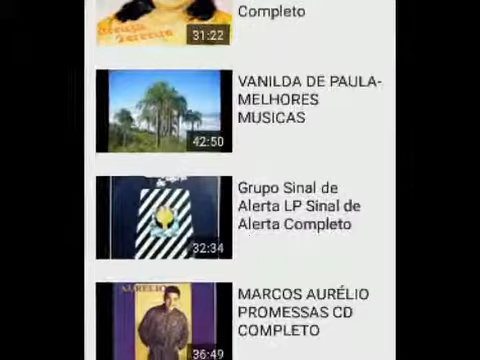 Completo
31:22
VANILDA DE PAULA-
MELHORES
MUSICAS
42:50
Grupo Sinal de
Alerta LP Sinal de
Alerta Completo
32:34
AURÉLIO
MARCOS AURÉLIO
PROMESSAS CD
COMPLETO
36:49